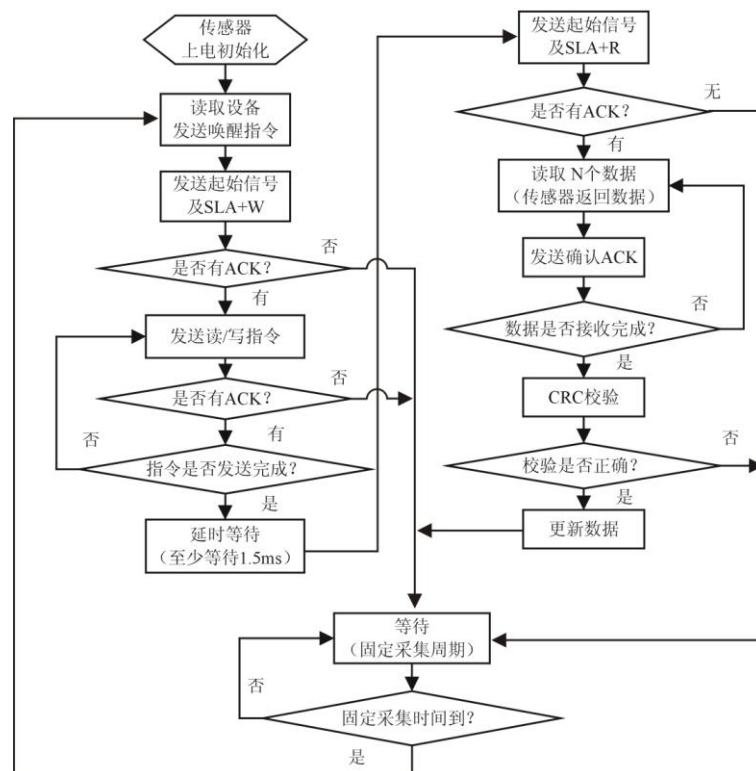 传感器
上电初始化
读取设备
发送唤醒指令
发送起始信号
及SLA+W
是否有ACK?
否
有
发送读/写指令
是否有ACK?
否
有
否
指令是否发送完成?
是
延时等待
(至少等待1.5ms)
发送起始信号
及SLA+R
是否有ACK?
无
有
读取 N个数据
(传感器返回数据)
发送确认ACK
数据是否接收完成?
否
是
CRC校验
校验是否正确?
否
是
更新数据
等待
(固定采集周期)
否
固定采集时间到?
是